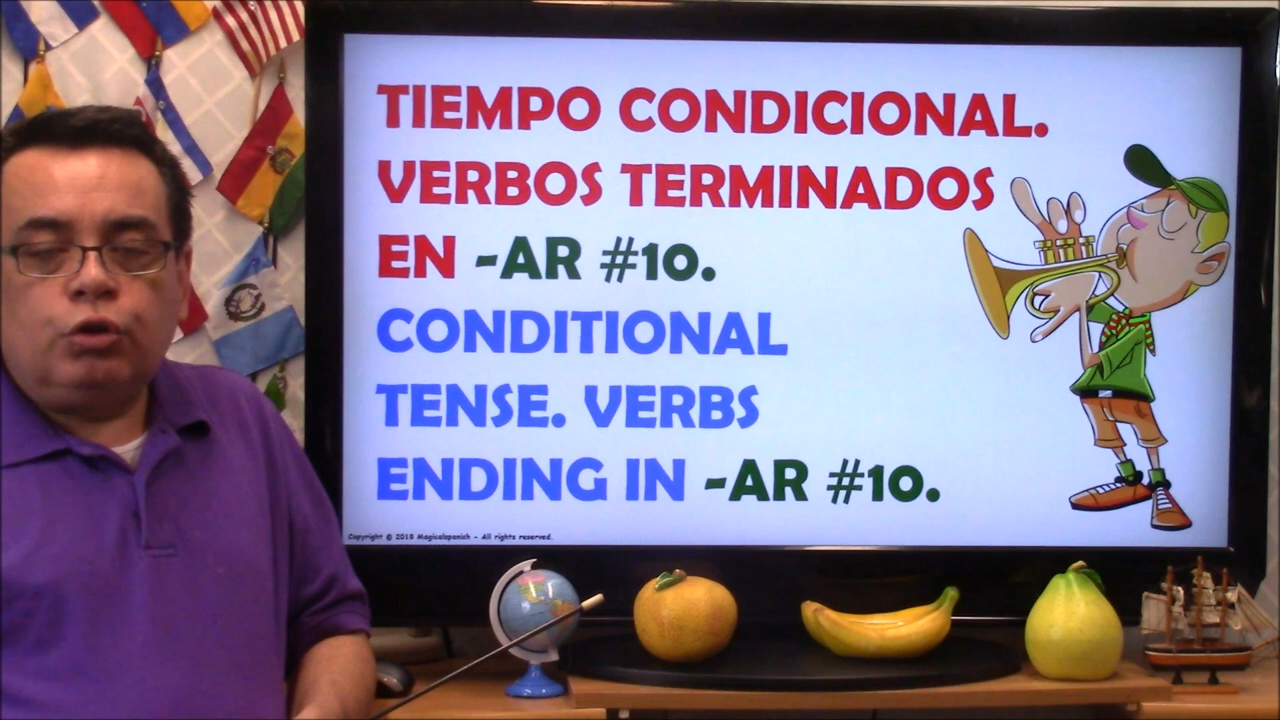 TIEMPO CONDICIONAL.
VERBOS TERMINADOS
EN -AR #10.
CONDITIONAL
TENSE. VERBS
ENDING IN -AR #10.
Copyright © 2018 Magicalspanish - All rights reserved.